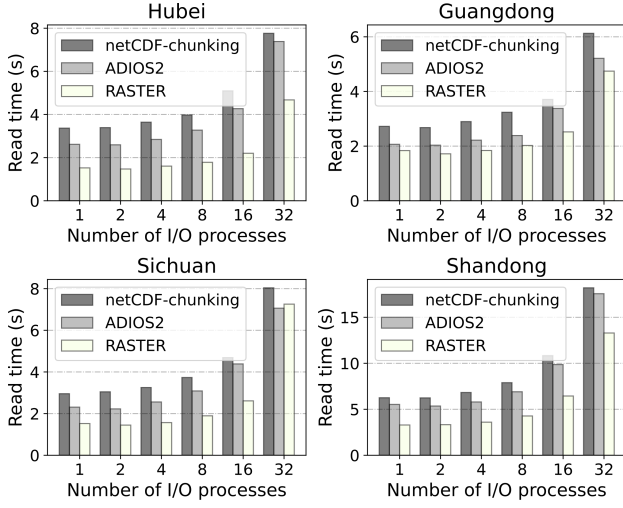 Hubei
Read time (s)
8
6
4
2
0
netCDF-chunking
ADIOS2
RASTER
1 2 4 8 16 32
Number of I/O processes
Guangdong
Read time (s)
6
4
2
0
netCDF-chunking
ADIOS2
RASTER
1 2 4 8 16 32
Number of I/O processes
Sichuan
Read time (s)
8
6
4
2
0
netCDF-chunking
ADIOS2
RASTER
1 2 4 8 16 32
Number of I/O processes
Shandong
Read time (s)
15
10
5
0
netCDF-chunking
ADIOS2
RASTER
1 2 4 8 16 32
Number of I/O processes